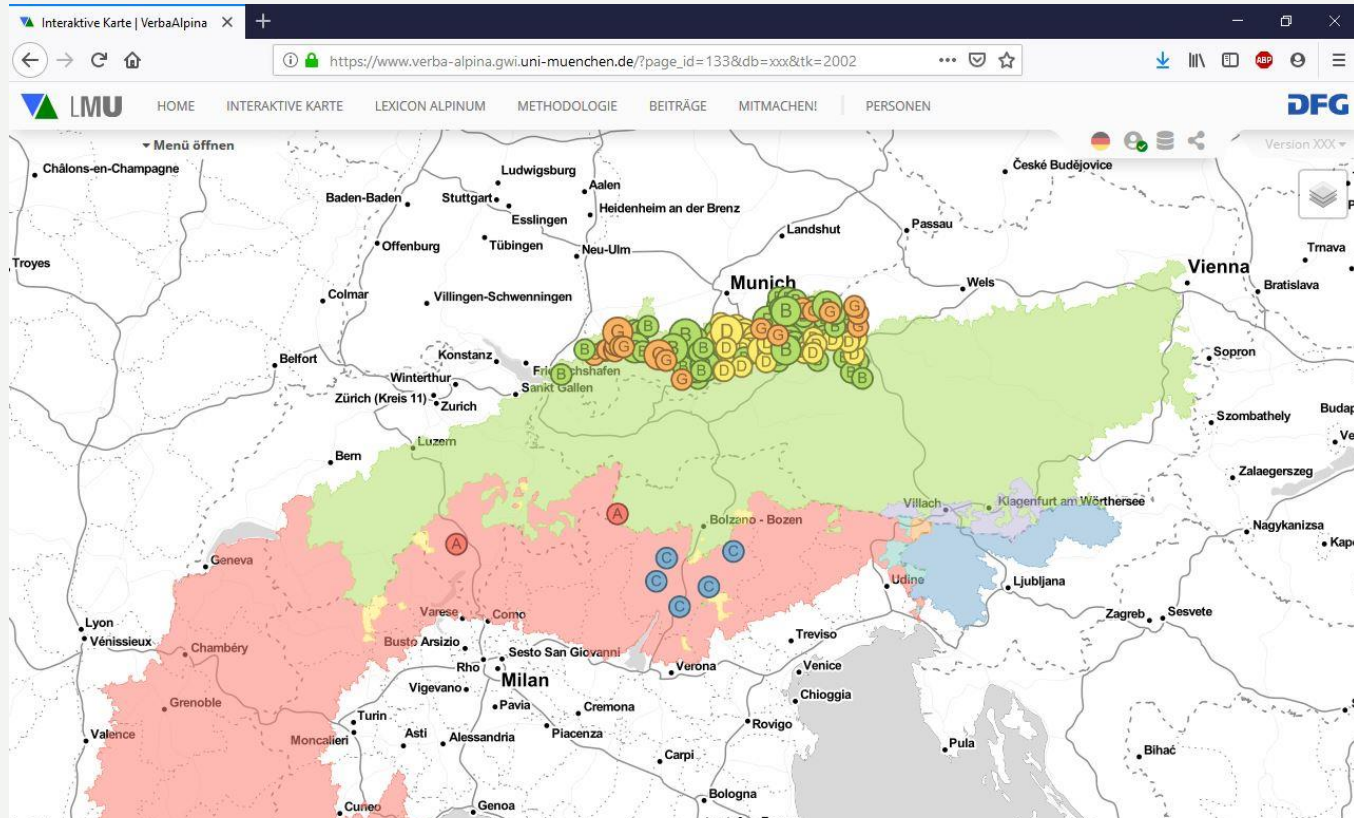 Interaktive Karte | VerbaAlpina
https://www.verba-alpina.gwi.uni-muenchen.de/?page_id=133&db=xxx&tk=2002
ABP
LMU HOME INTERAKTIVE KARTE LEXICON ALPINUM METHODOLOGIE BEITRÄGE MITMACHEN! PERSONEN DFG
Menü öffnen
Version XXX
Châlons-en-Champagne
Ludwigsburg
České Budějovice
Baden-Baden
Stuttgart
Aalen
Esslingen
Heidenheim an der Brenz
Landshut
Passau
Offenburg
Tübingen
Neu-Ulm
Troyes
Trnava
Vienna
Munich
Wels
Bratislava
Colmar
Villingen-Schwenningen
Belfort
Konstanz
Sopron
Winterthur
Sankt Gallen
Zürich (Kreis 11)
Zurich
Szombathely
Luzern
Bern
Zalaegerszeg
Villach
Klagenfurt am Wörthersee
Bolzano - Bozen
Nagykanizsa
Geneva
Udine
Ljubljana
Lyon
Vénissieux
Varese
Como
Zagreb
Sesvete
Chambéry
Busto Arsizio
Treviso
Rho
Sesto San Giovanni
Verona
Venice
Milan
Vigevano
Chioggia
Grenoble
Pavia
Cremona
Turin
Rovigo
Valence
Moncalieri
Asti
Alessandria
Piacenza
Pula
Bihać
Carpi
Bologna
Cuneo
Genoa